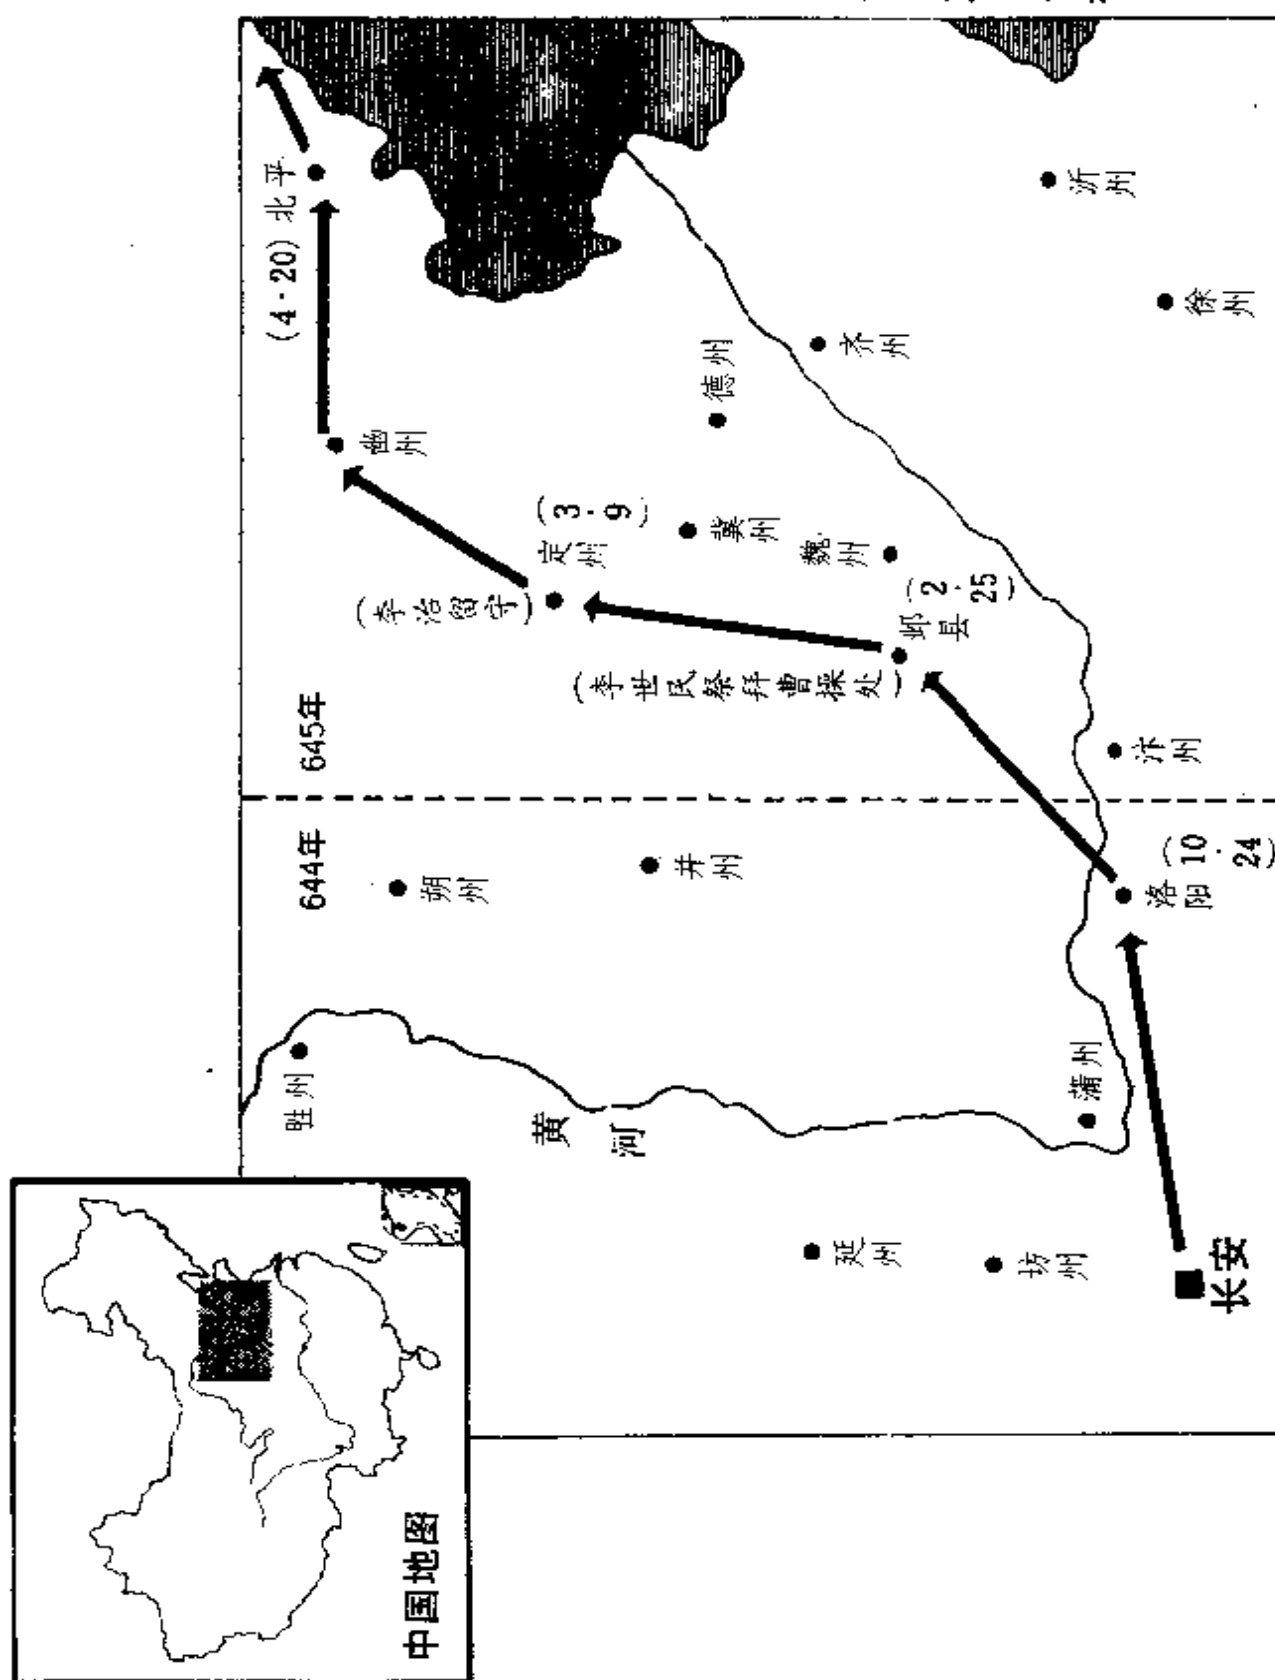 644年
645年
胜州
朔州
并州
黄河
延州
坊州
长安
蒲州
洛阳
(10·24)
汴州
邺县
(2·25)
(李世民祭拜曹操处)
魏州
冀州
定州
(3·9)
(李治留守)
德州
幽州
(4·20)
北平
齐州
徐州
沂州
中国地图